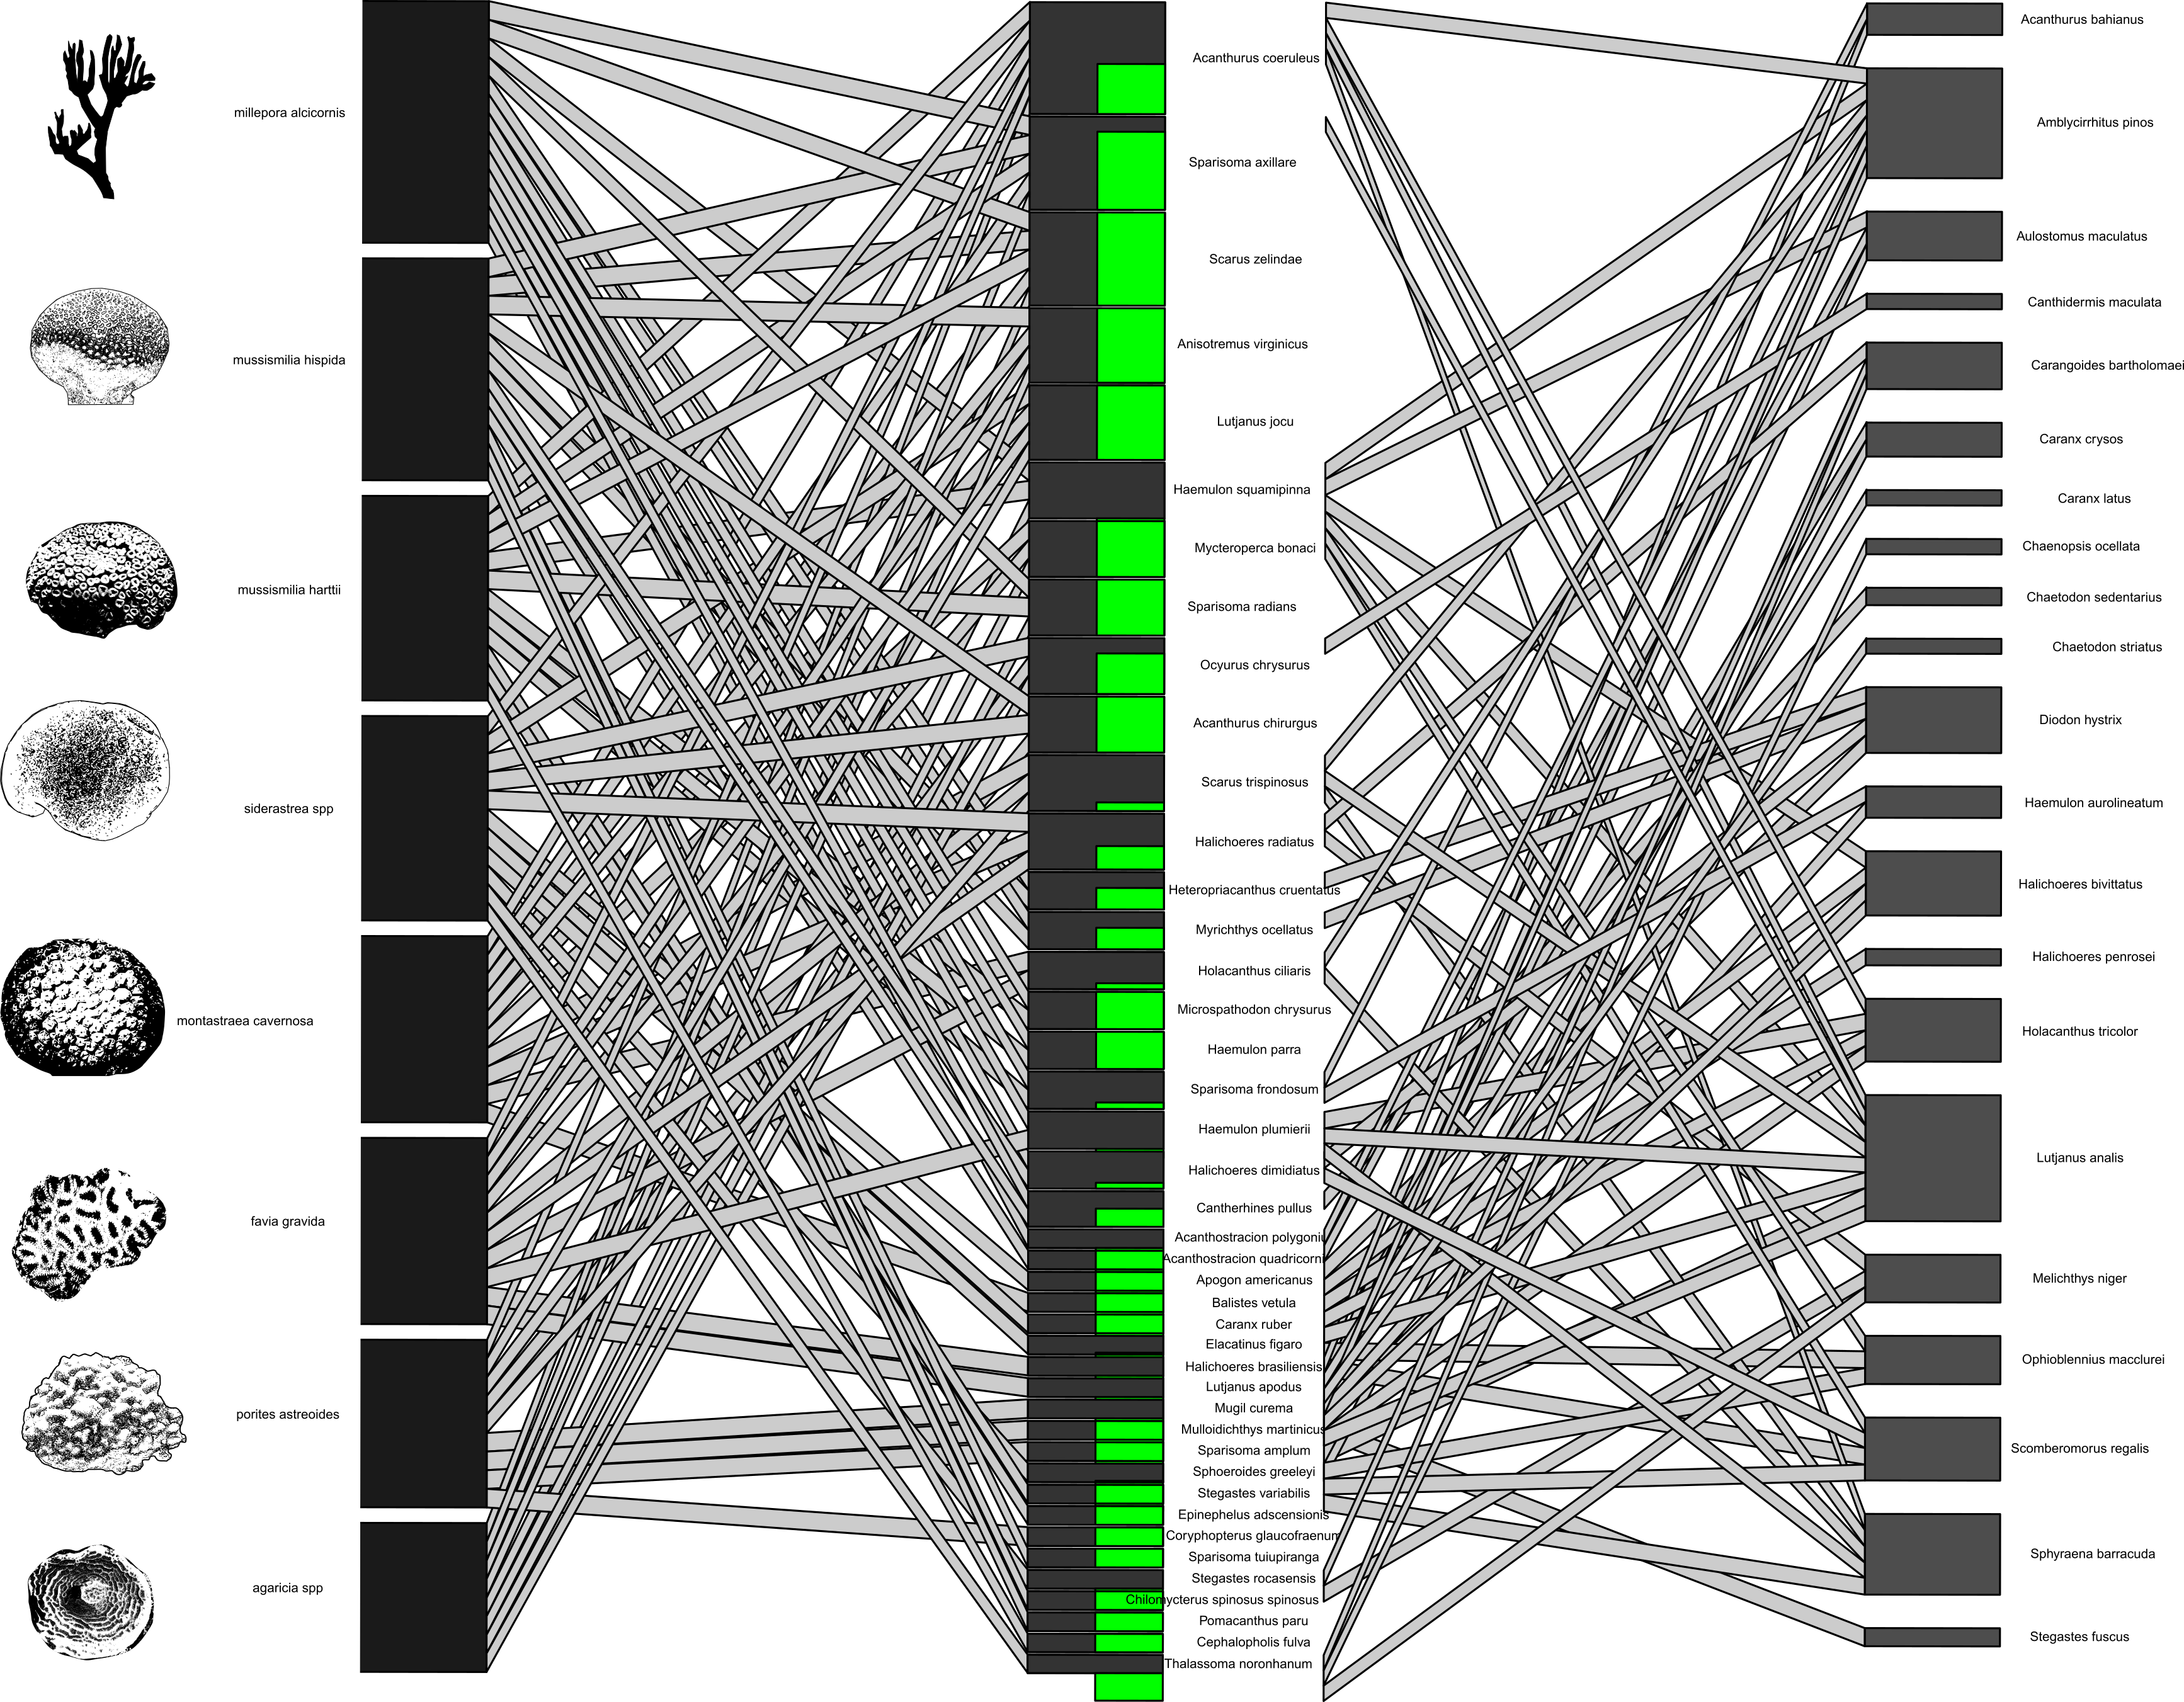 millepora alcicornis
mussismilia hispida
mussismilia harttii
siderastrea spp
montastraea cavernosa
favia gravida
porites astreoides
agaricia spp
Acanthurus coeruleus
Sparisoma axillare
Scarus zelindae
Anisotremus virginicus
Lutjanus jocu
Haemulon squamipinna
Mycteroperca bonaci
Sparisoma radians
Ocyurus chrysurus
Acanthurus chirurgus
Scarus trispinosus
Halichoeres radiatus
Heteropriacanthus cruentatus
Myrichthys ocellatus
Holacanthus ciliaris
Microspathodon chrysurus
Haemulon parra
Sparisoma frondosum
Haemulon plumierii
Halichoeres dimidiatus
Cantherhines pullus
Acanthostracion polygoniu
Acanthostracion quadricorni
Apogon americanus
Balistes vetula
Caranx ruber
Elacatinus figaro
Halichoeres brasiliensis
Lutjanus apodus
Mugil curema
Mulloidichthys martinicus
Sparisoma amplum
Sphoeroides greeleyi
Stegastes variabilis
Epinephelus adscensionis
Coryphopterus glaucofraenum
Sparisoma tuiupiranga
Stegastes rocasensis
Chilomycterus spinosus spinosus
Pomacanthus paru
Cephalopholis fulva
Thalassoma noronhanum
Acanthurus bahianus
Amblycirrhitus pinos
Aulostomus maculatus
Canthidermis maculata
Carangoides bartholomaei
Caranx crysos
Caranx latus
Chaenopsis ocellata
Chaetodon sedentarius
Chaetodon striatus
Diodon hystrix
Haemulon aurolineatum
Halichoeres bivittatus
Halichoeres penrosei
Holacanthus tricolor
Lutjanus analis
Melichthys niger
Ophioblennius macclurei
Scomberomorus regalis
Sphyraena barracuda
Stegastes fuscus